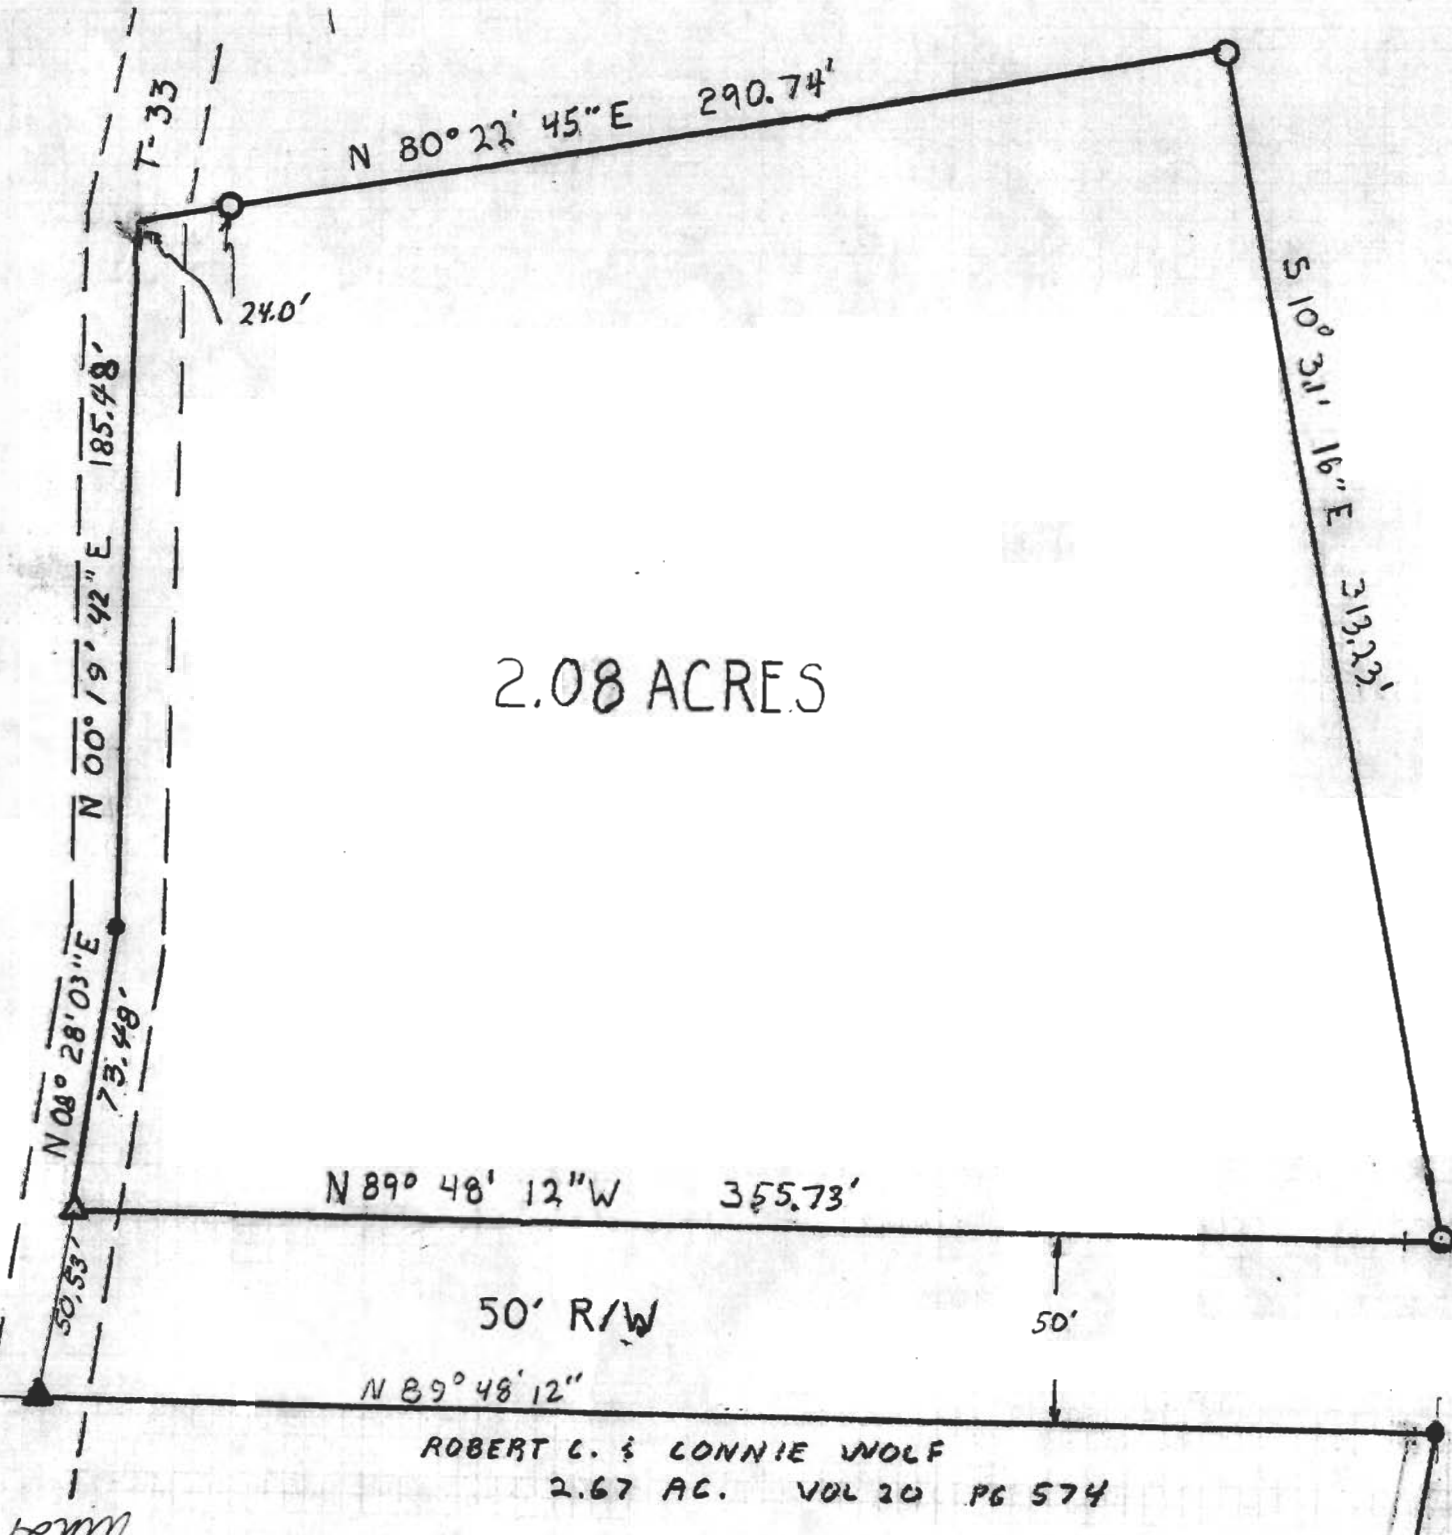 T-33
N 80° 22' 45" E 290.74'
24.0'
S 10° 31' 16" E 313.23'
N 00° 19' 42" E 185.48'
2.08 ACRES
N 08° 28' 03" E
73.48'
N 89° 48' 12" W 355.73'
50.53'
50' R/W
50'
N 89° 48' 12"
ROBERT C. & CONNIE WOLF
2.67 AC. VOL 20 PG 574